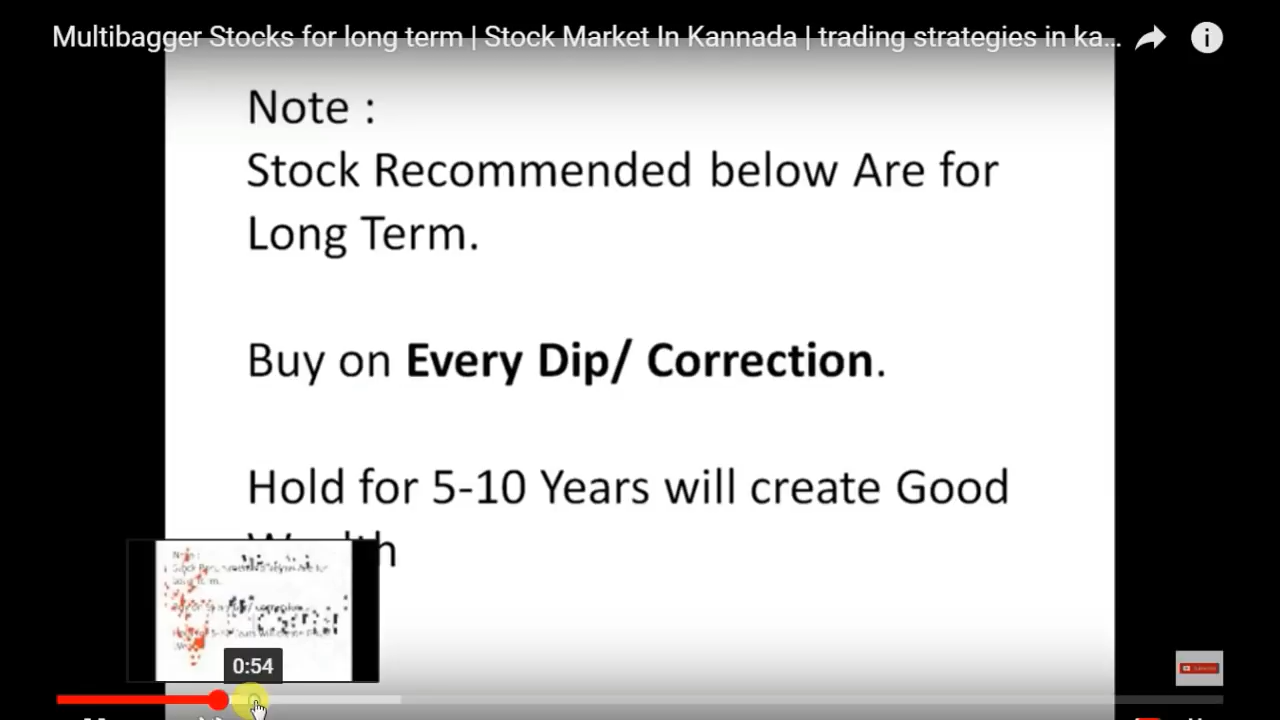 Multibagger Stocks for long term | Stock Market In Kannada | trading strategies in ka...
Note :
Stock Recommended below Are for
Long Term.
Buy on Every Dip/ Correction.
Hold for 5-10 Years will create Good
0:54